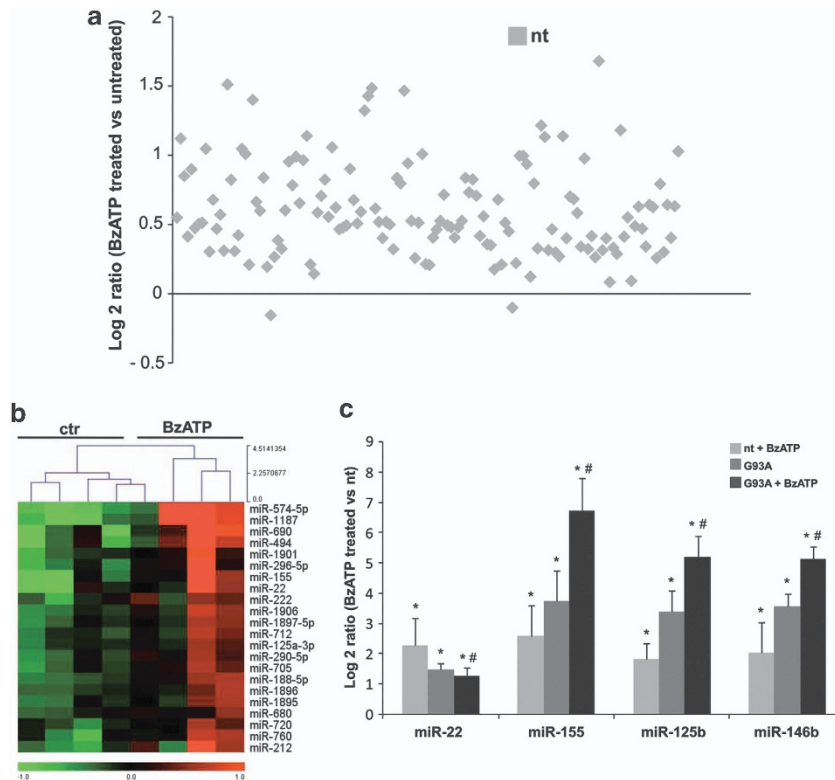 a
nt
Log 2 ratio (BzATP treated vs untreated)
2
1.5
1
0.5
0
- 0.5
b
ctr
BzATP
4.5141354
2.2570677
0.0
miR-574-5p
miR-1187
miR-690
miR-494
miR-1901
miR-296-5p
miR-155
miR-22
miR-222
miR-1906
miR-1897-5p
miR-712
miR-125a-3p
miR-290-5p
miR-705
miR-188-5p
miR-1896
miR-1895
miR-680
miR-720
miR-760
miR-212
-1.0
0.0
1.0
c
nt + BzATP
G93A
G93A + BzATP
Log 2 ratio (BzATP treated vs nt)
9
8
7
6
5
4
3
2
1
0
*
*
* #
*
*
* #
*
*
* #
*
*
* #
miR-22
miR-155
miR-125b
miR-146b